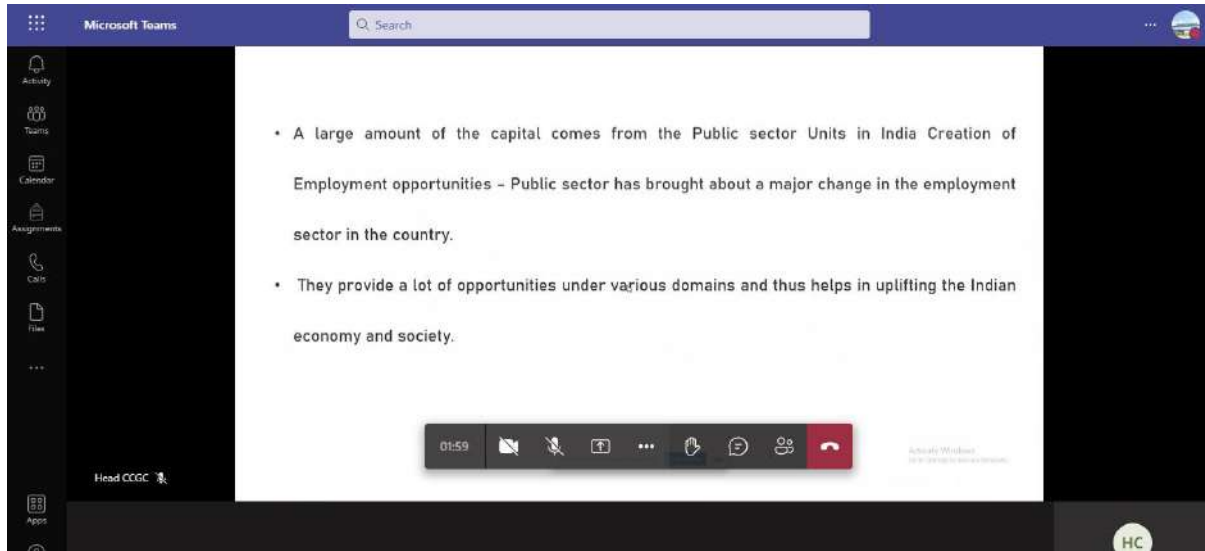 Microsoft Teams
Search
Activity
Teams
Calendar
Assignments
Calls
Files
Apps
• A large amount of the capital comes from the Public sector Units in India Creation of
Employment opportunities – Public sector has brought about a major change in the employment
sector in the country.
• They provide a lot of opportunities under various domains and thus helps in uplifting the Indian
economy and society.
01:59
Activate Windows
Head CCGC
HC